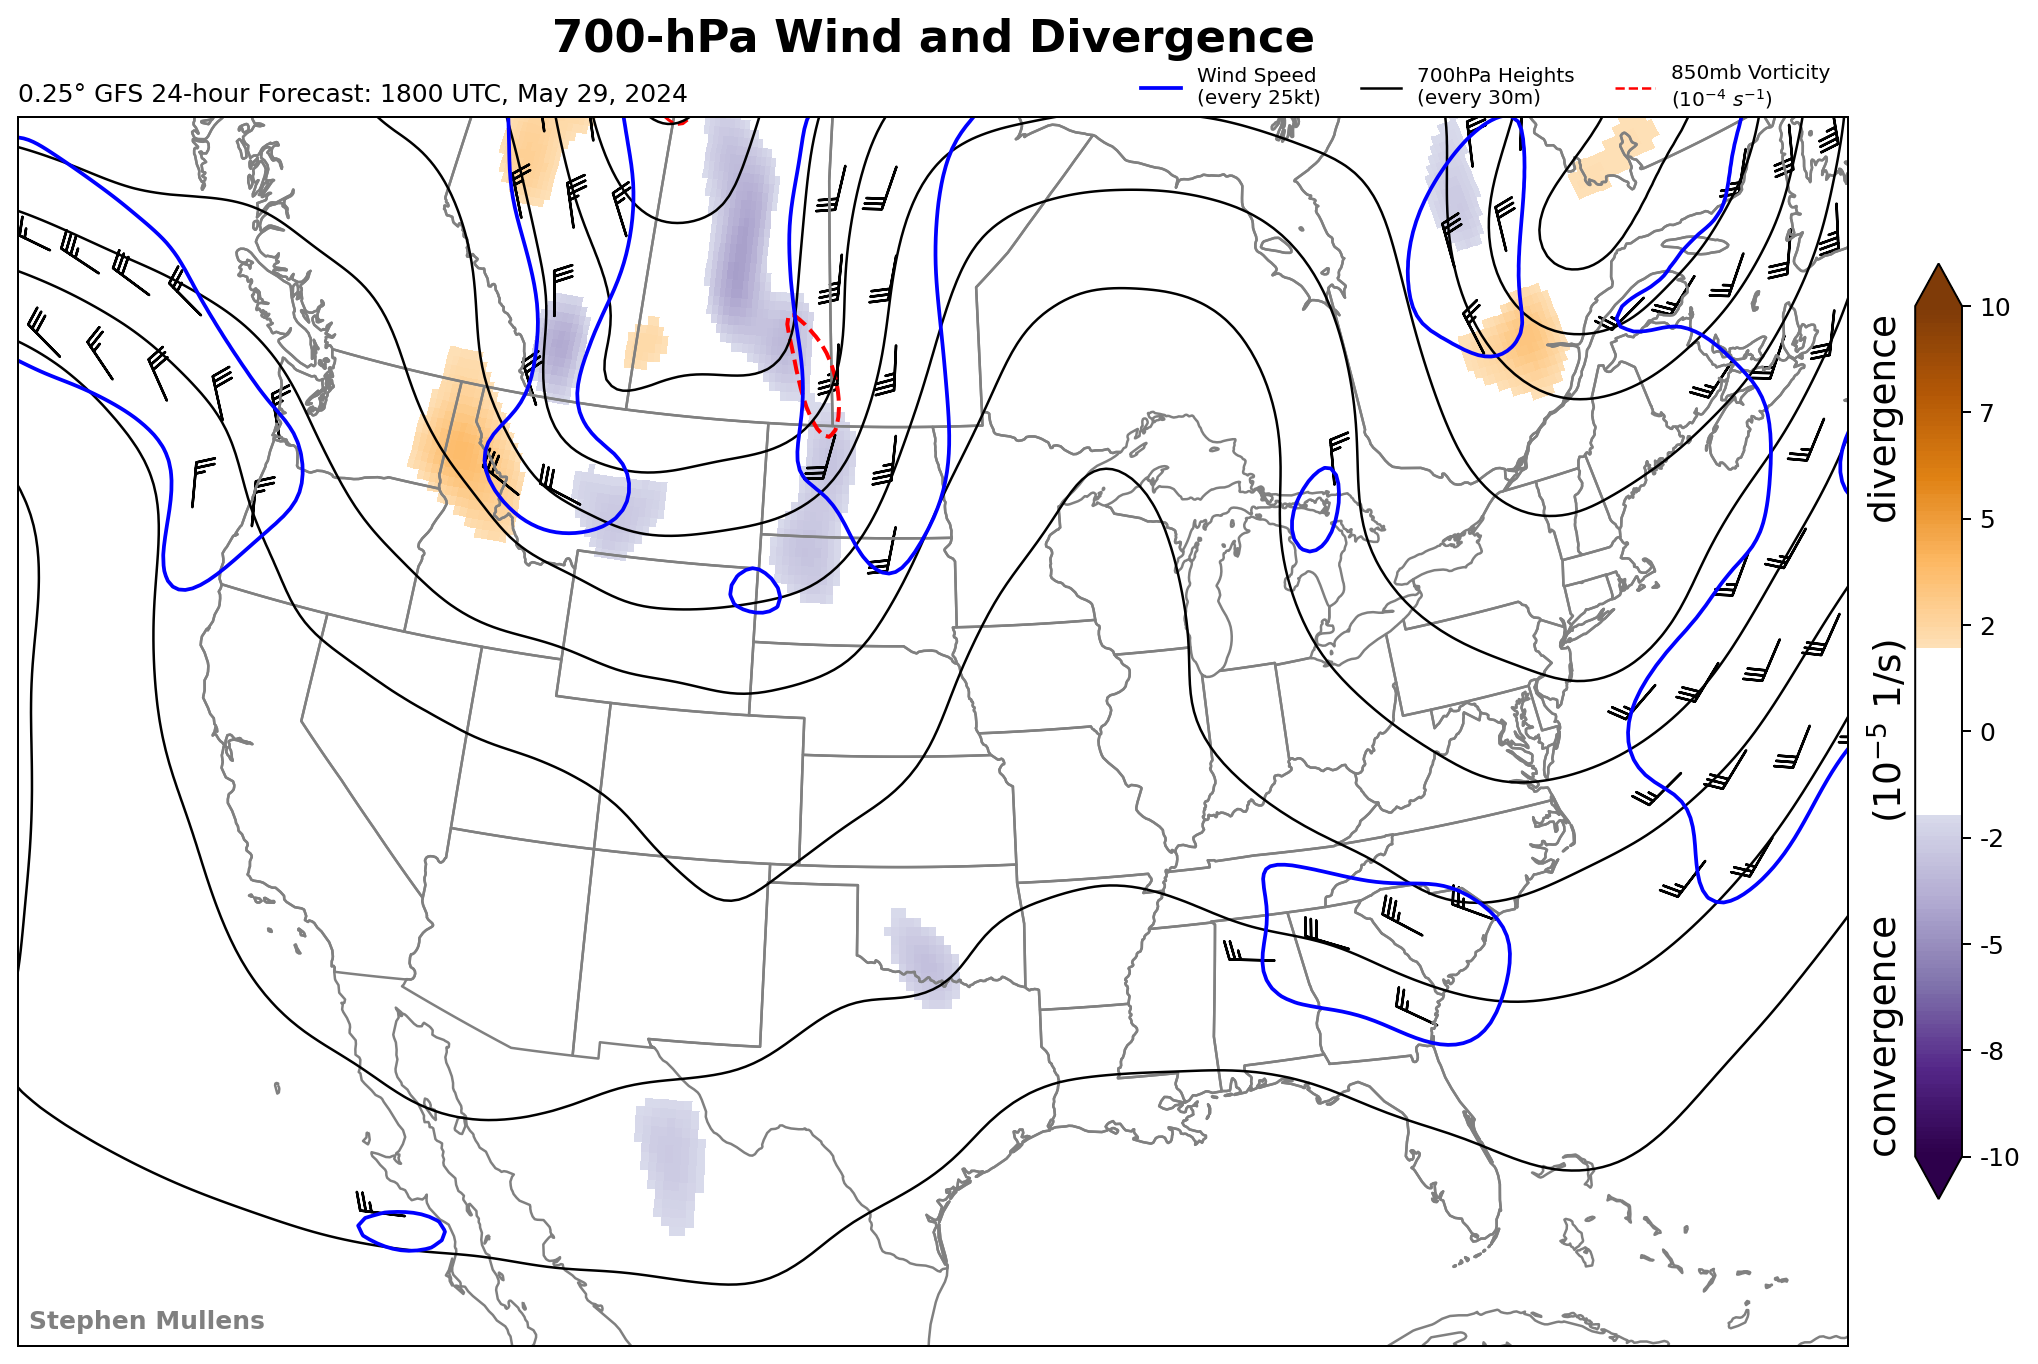 700-hPa Wind and Divergence
0.25° GFS 24-hour Forecast: 1800 UTC, May 29, 2024
Wind Speed
(every 25kt)
700hPa Heights
(every 30m)
850mb Vorticity
(10⁻⁴ s⁻¹)
10
7
5
2
0
-2
-5
-8
-10
convergence (10⁻⁵ 1/s) divergence
Stephen Mullens